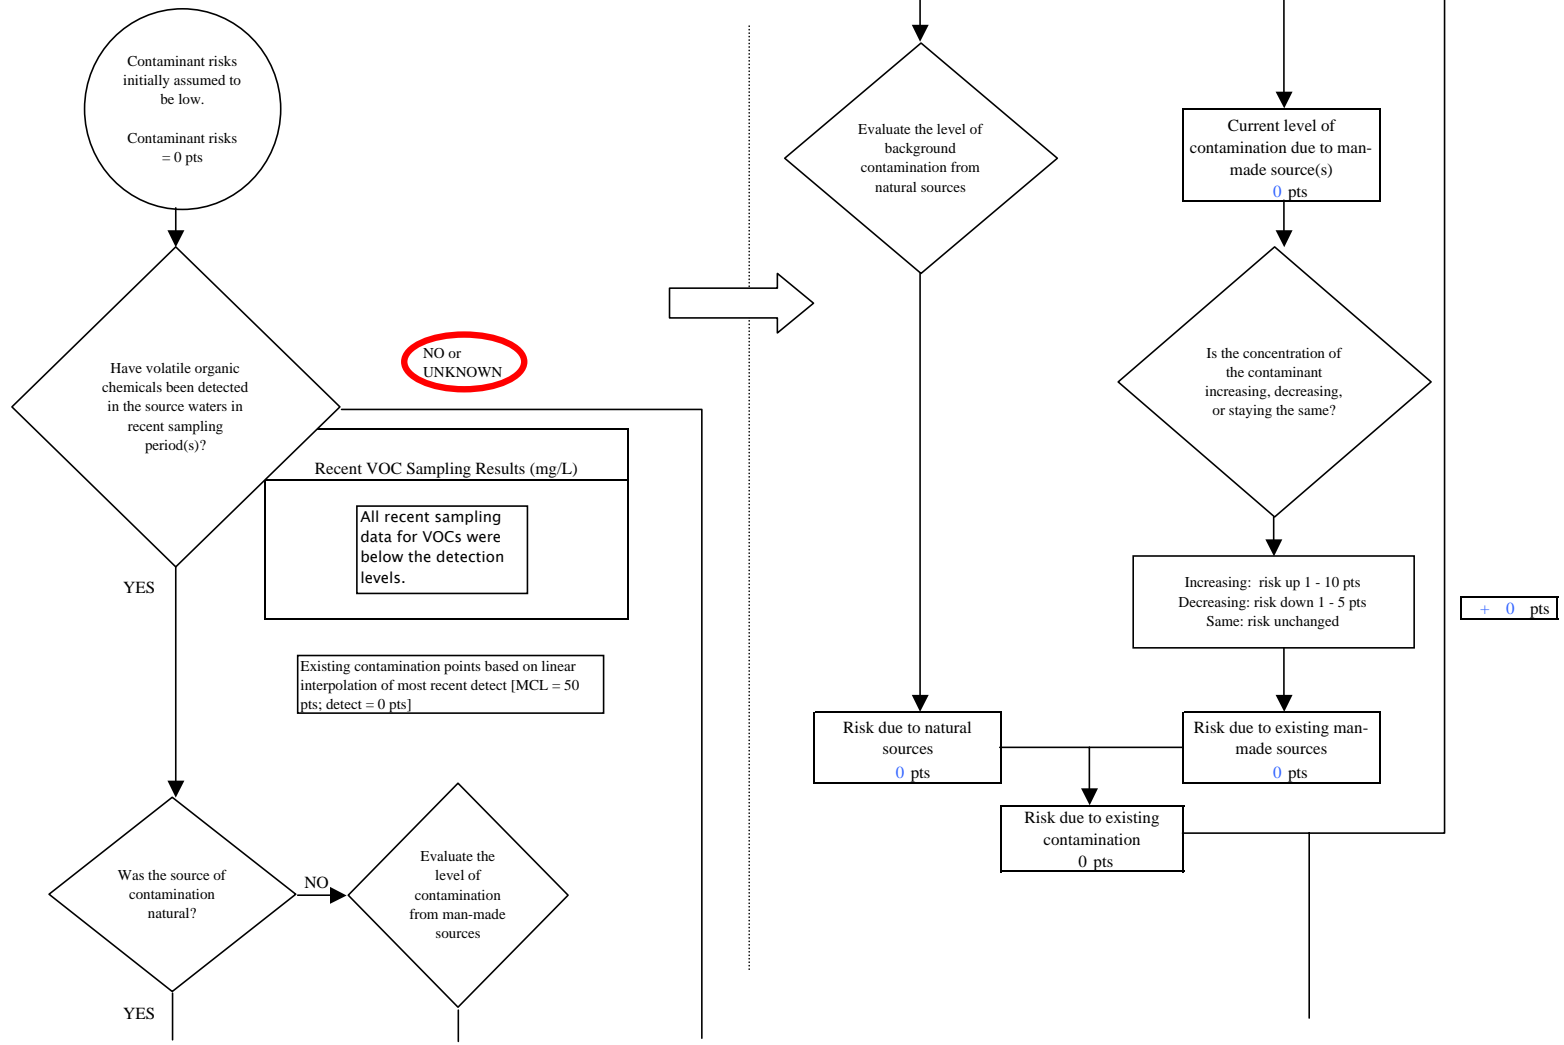 Contaminant risks
initially assumed to
be low.
Contaminant risks
= 0 pts
Have volatile organic
chemicals been detected
in the source waters in
recent sampling
period(s)?
NO or
UNKNOWN
Recent VOC Sampling Results (mg/L)
All recent sampling
data for VOCs were
below the detection
levels.
YES
Existing contamination points based on linear
interpolation of most recent detect [MCL = 50
pts; detect = 0 pts]
Was the source of
contamination
natural?
NO
Evaluate the
level of
contamination
from man-made
sources
YES
Evaluate the level of
background
contamination from
natural sources
Current level of
contamination due to man-
made source(s)
0 pts
Is the concentration of
the contaminant
increasing, decreasing,
or staying the same?
Increasing: risk up 1 - 10 pts
Decreasing: risk down 1 - 5 pts
Same: risk unchanged
+ 0 pts
Risk due to natural
sources
0 pts
Risk due to existing man-
made sources
0 pts
Risk due to existing
contamination
0 pts